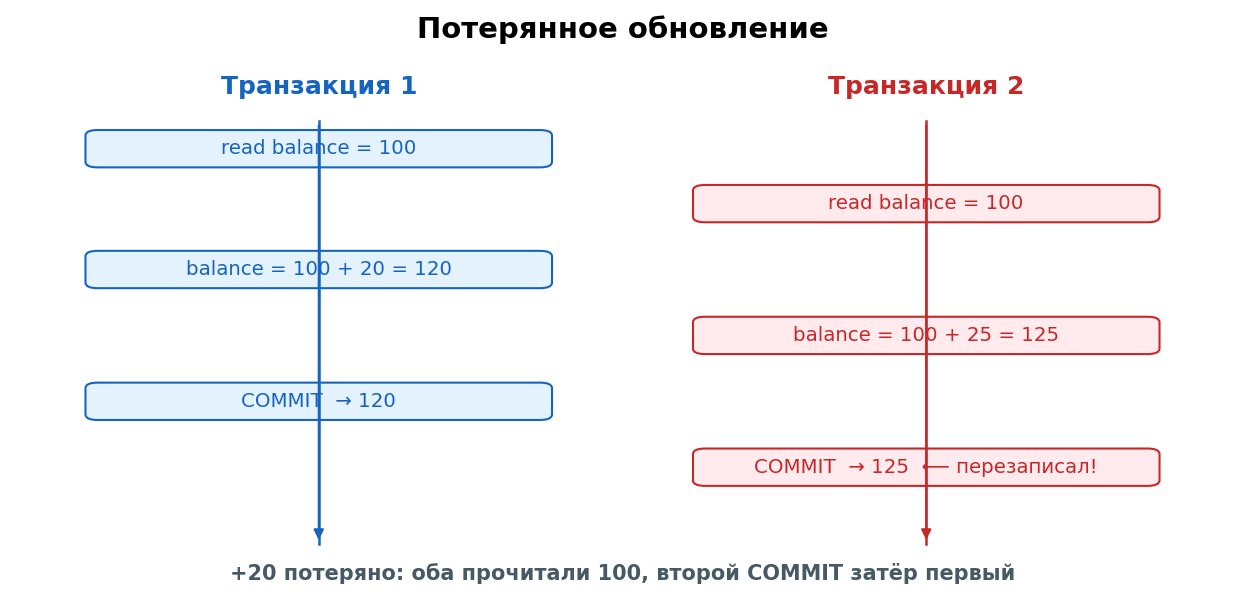 Потерянное обновление
Транзакция 1
Транзакция 2
read balance = 100
read balance = 100
balance = 100 + 20 = 120
balance = 100 + 25 = 125
COMMIT → 120
COMMIT → 125 ⟵ перезаписал!
+20 потеряно: оба прочитали 100, второй COMMIT затёр первый